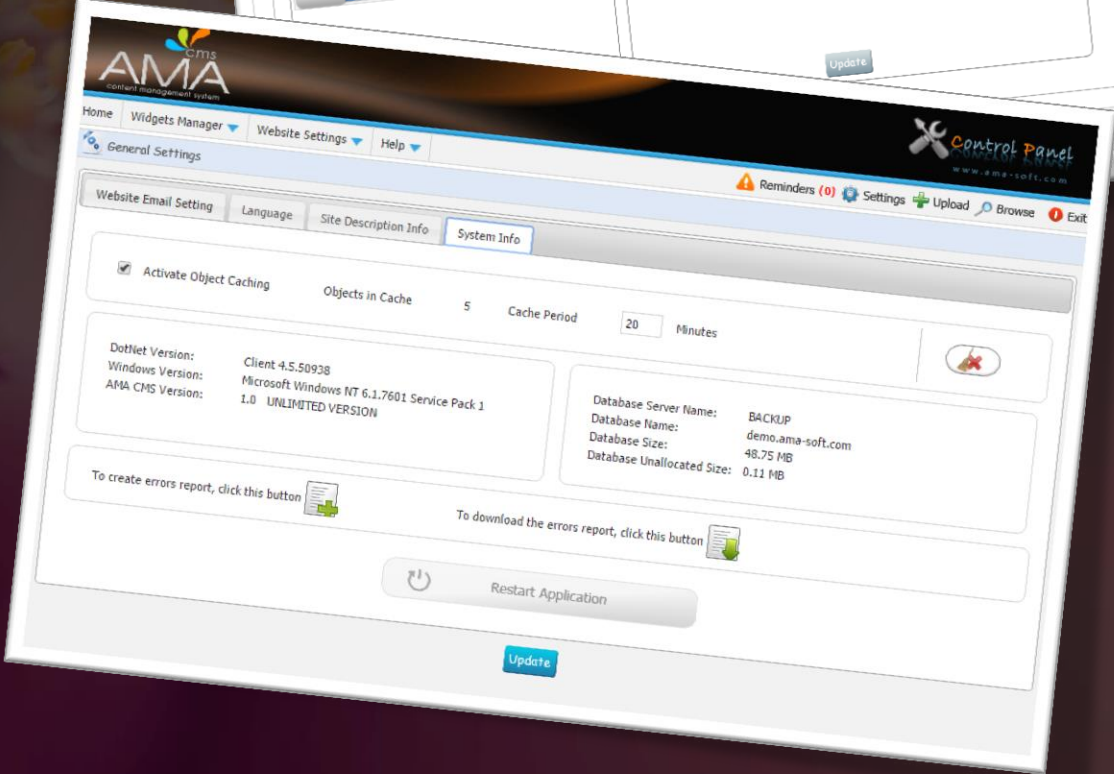 Update
cms
AMA
content management system
Control Panel
www.ama-soft.com
Home Widgets Manager Website Settings Help
Reminders (0) Settings Upload Browse Exit
General Settings
Website Email Setting Language Site Description Info System Info
Activate Object Caching Objects in Cache 5 Cache Period 20 Minutes
DotNet Version: Client 4.5.50938
Windows Version: Microsoft Windows NT 6.1.7601 Service Pack 1
AMA CMS Version: 1.0 UNLIMITED VERSION
Database Server Name: BACKUP
Database Name: demo.ama-soft.com
Database Size: 48.75 MB
Database Unallocated Size: 0.11 MB
To create errors report, click this button
To download the errors report, click this button
Restart Application
Update